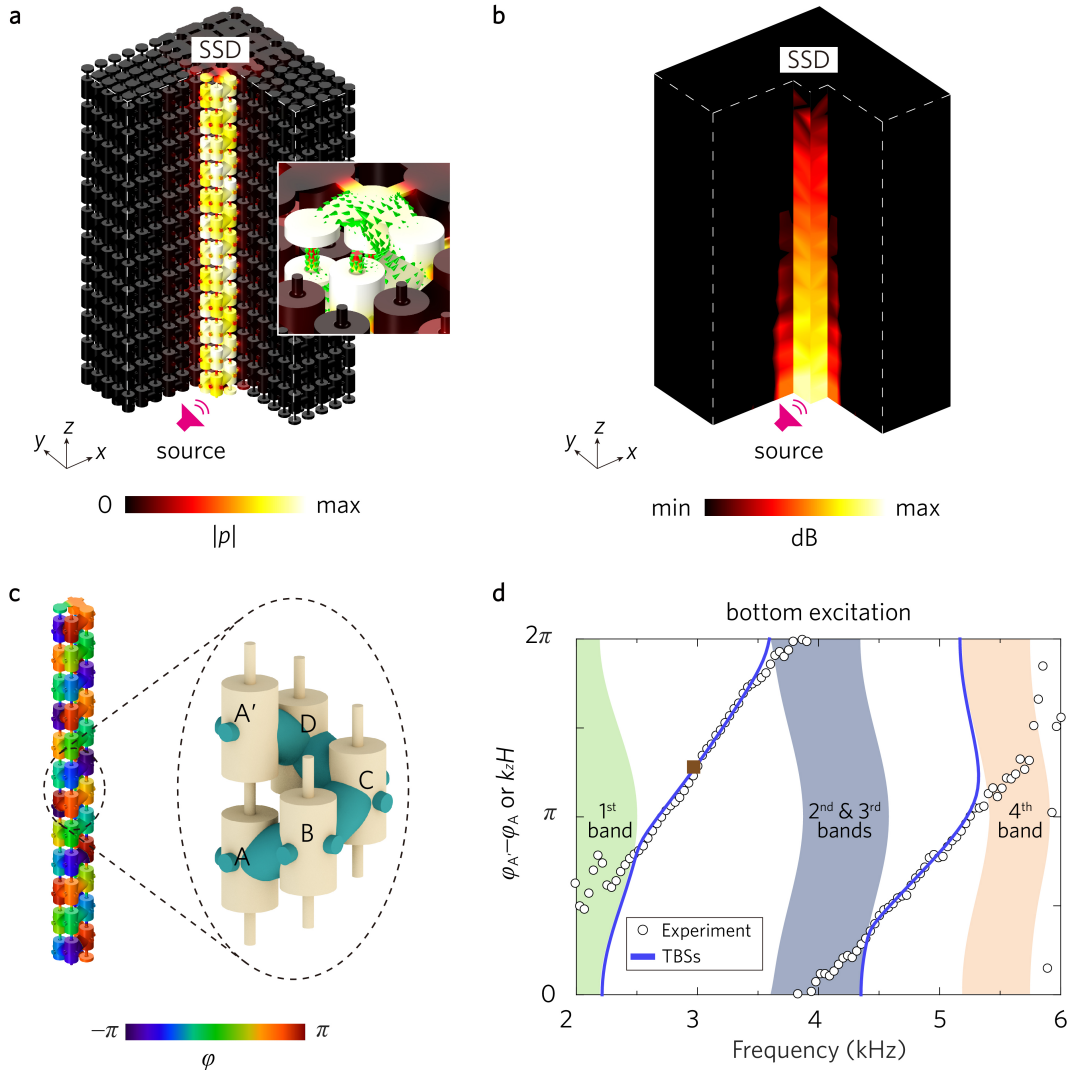 a
SSD
y
z
x
source
0
max
|p|
b
SSD
y
z
x
source
min
max
dB
c
A′
D
C
B
A
−π
π
φ
d
bottom excitation
2π
π
0
φA′–φA or kzH
1st
band
2nd & 3rd
bands
4th
band
Experiment
TBSs
2
3
4
5
6
Frequency (kHz)